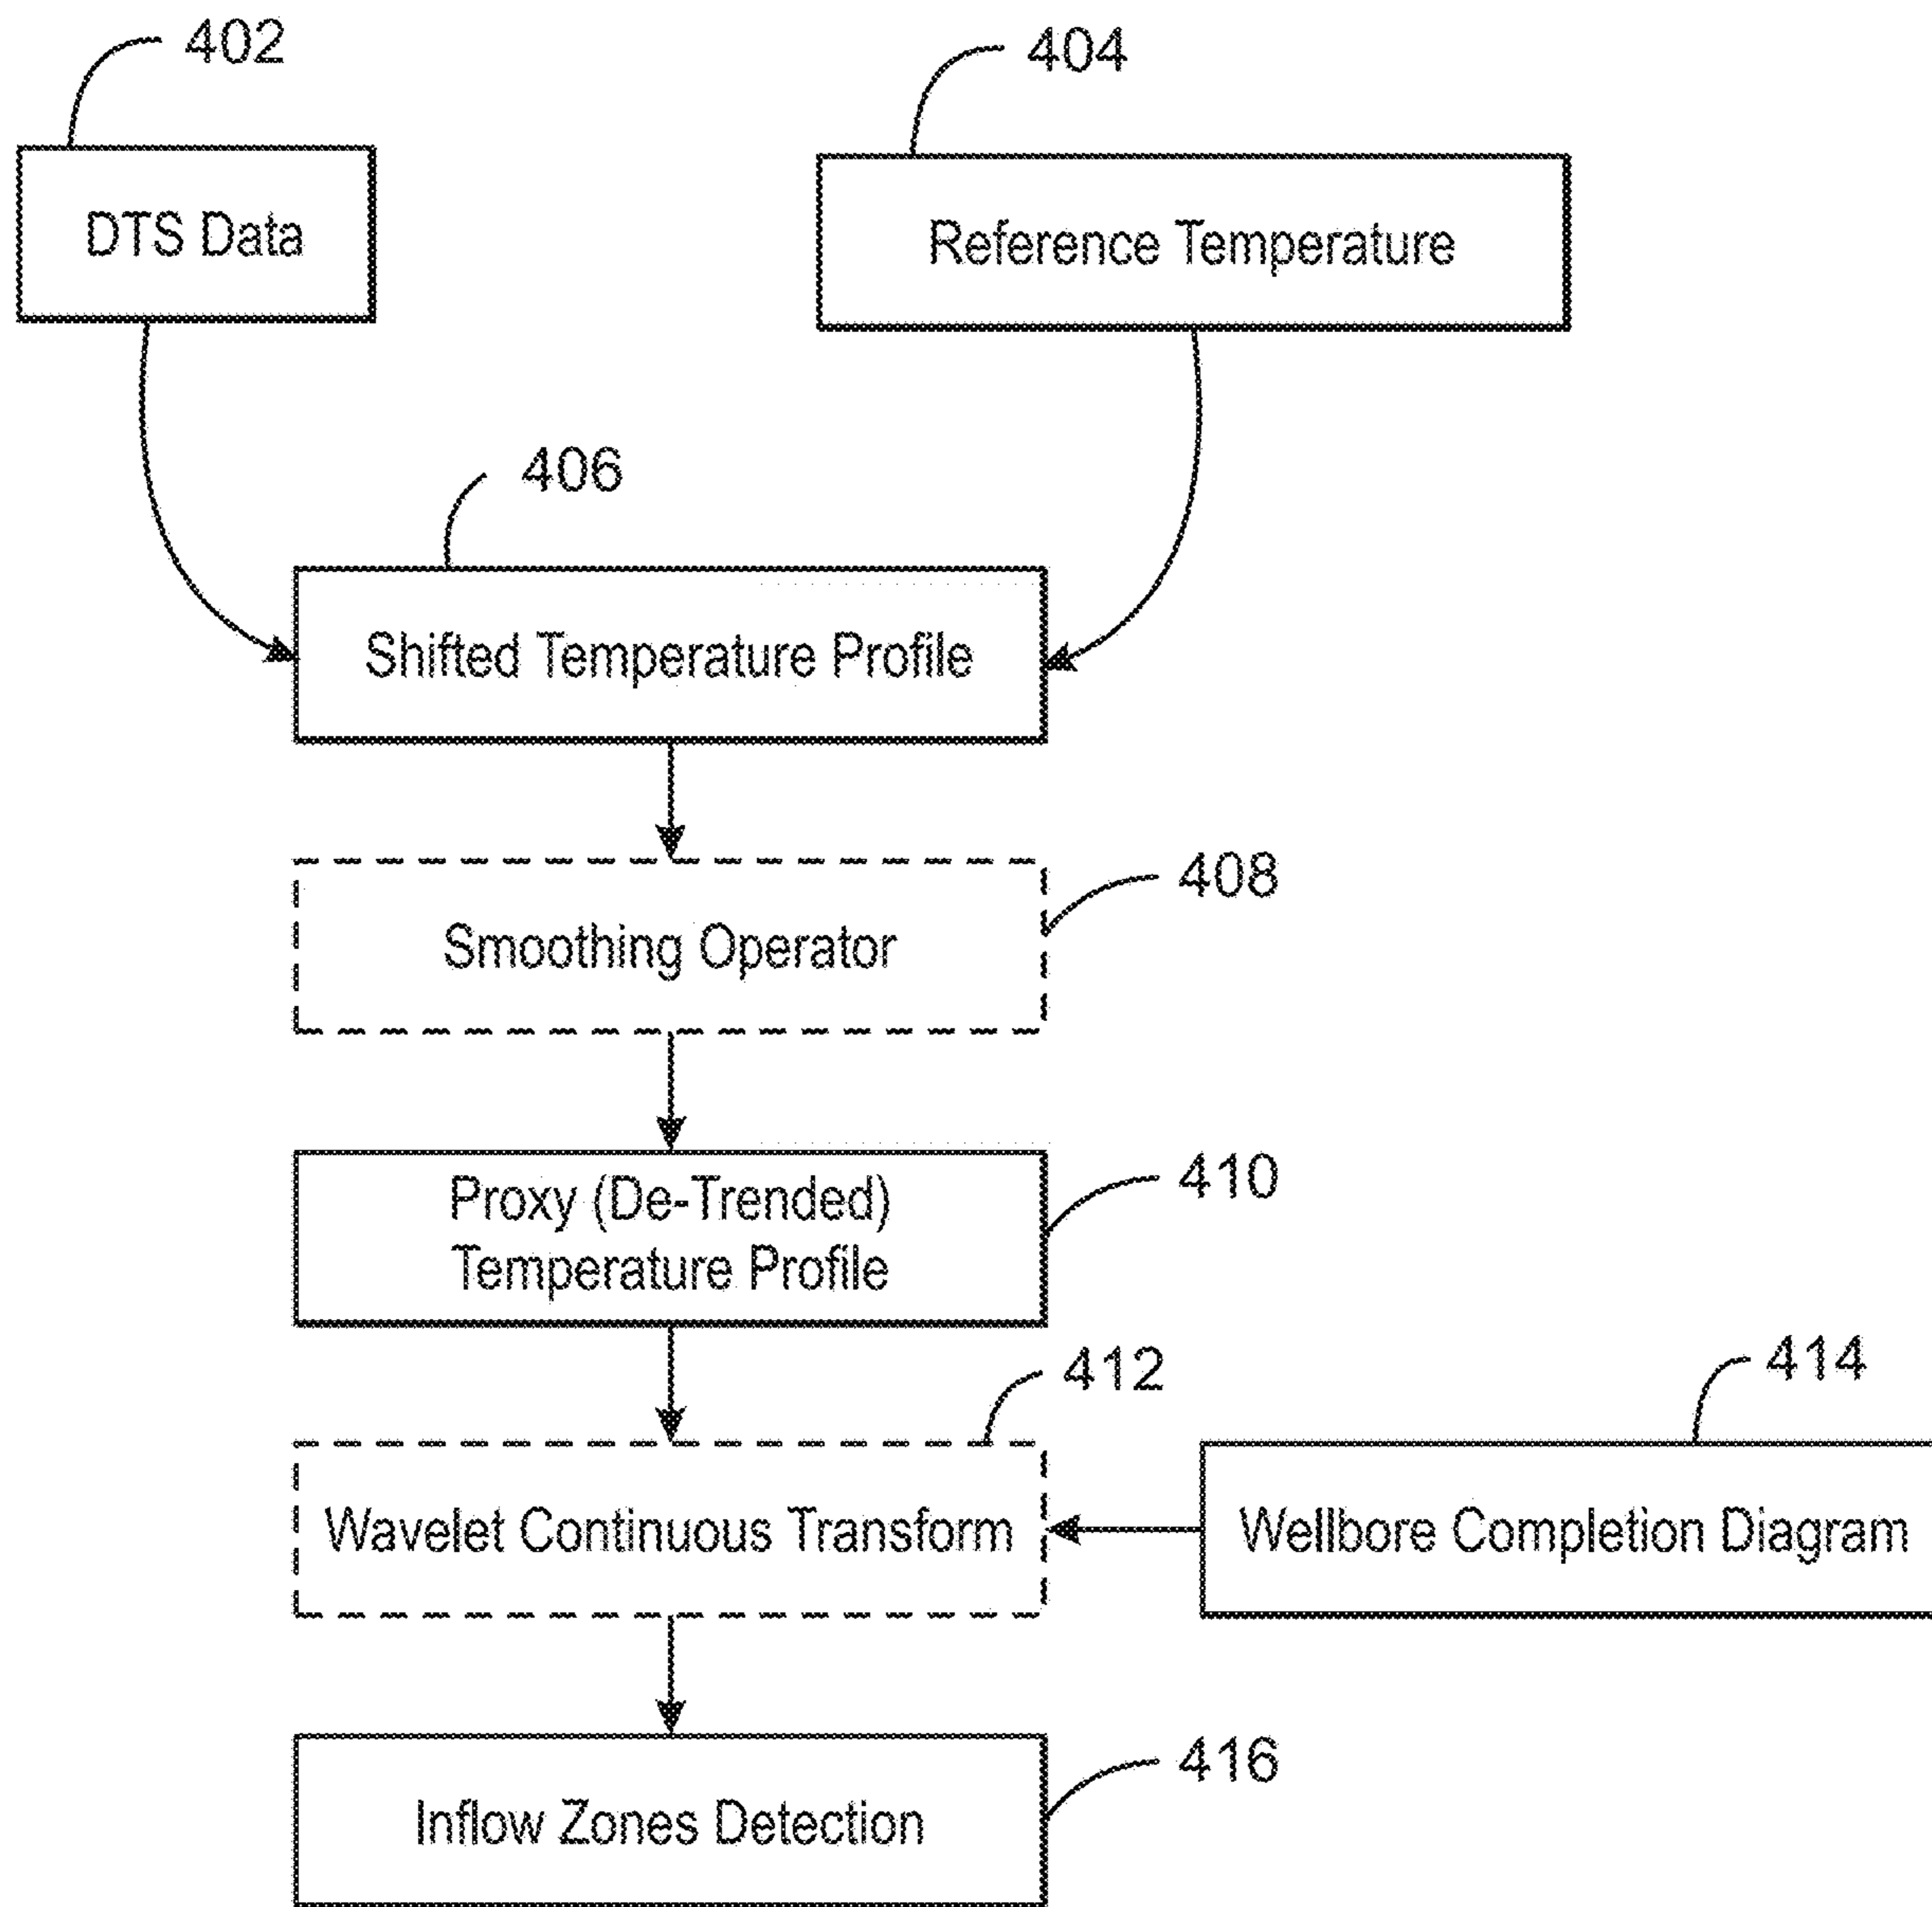 402
404
DTS Data
Reference Temperature
406
Shifted Temperature Profile
408
Smoothing Operator
410
Proxy (De-Trended)
Temperature Profile
412
414
Wavelet Continuous Transform
Wellbore Completion Diagram
416
Inflow Zones Detection